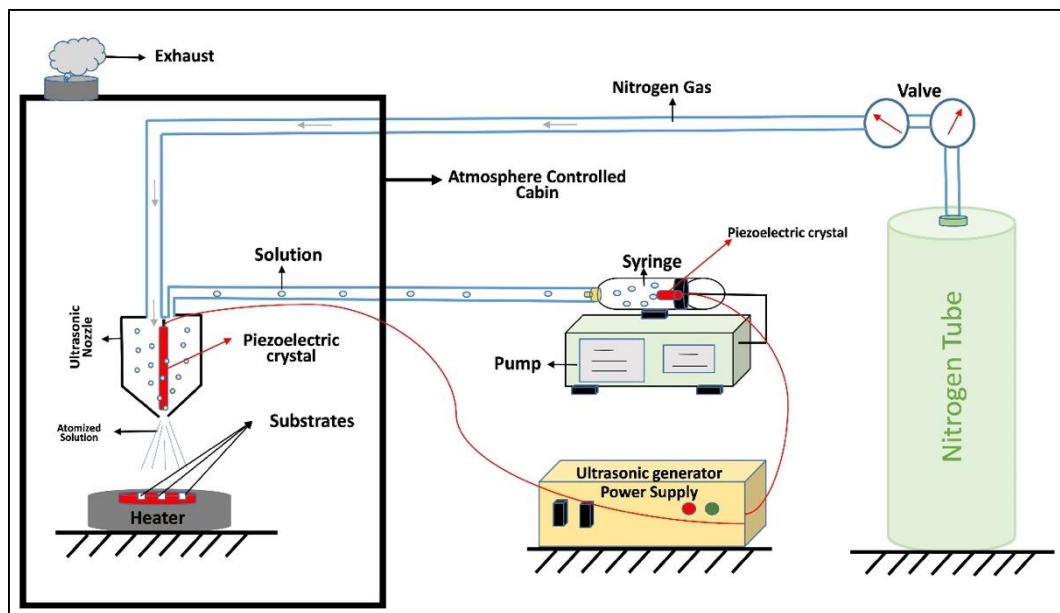 Exhaust
Nitrogen Gas
Valve
Atmosphere Controlled
Cabin
Solution
Syringe
Piezoelectric crystal
Ultrasonic
Nozzle
Piezoelectric
crystal
Pump
Nitrogen Tube
Atomized
Solution
Substrates
Heater
Ultrasonic generator
Power Supply